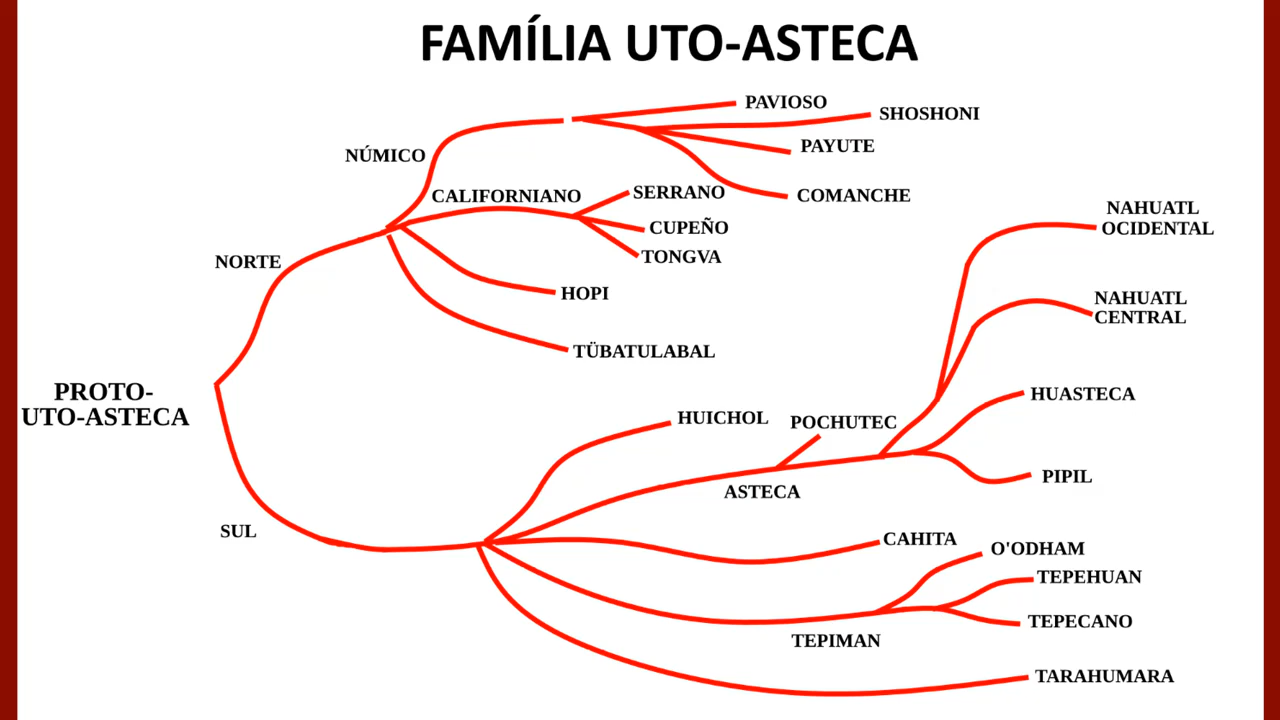 FAMÍLIA UTO-ASTECA
PAVIOSO
SHOSHONI
PAYUTE
NÚMICO
COMANCHE
CALIFORNIANO
SERRANO
CUPEÑO
TONGVA
NORTE
HOPI
TÜBATULABAL
NAHUATL
OCIDENTAL
NAHUATL
CENTRAL
PROTO-
UTO-ASTECA
HUASTECA
HUICHOL
POCHUTEC
PIPIL
ASTECA
SUL
CAHITA
O'ODHAM
TEPEHUAN
TEPECANO
TEPIMAN
TARAHUMARA